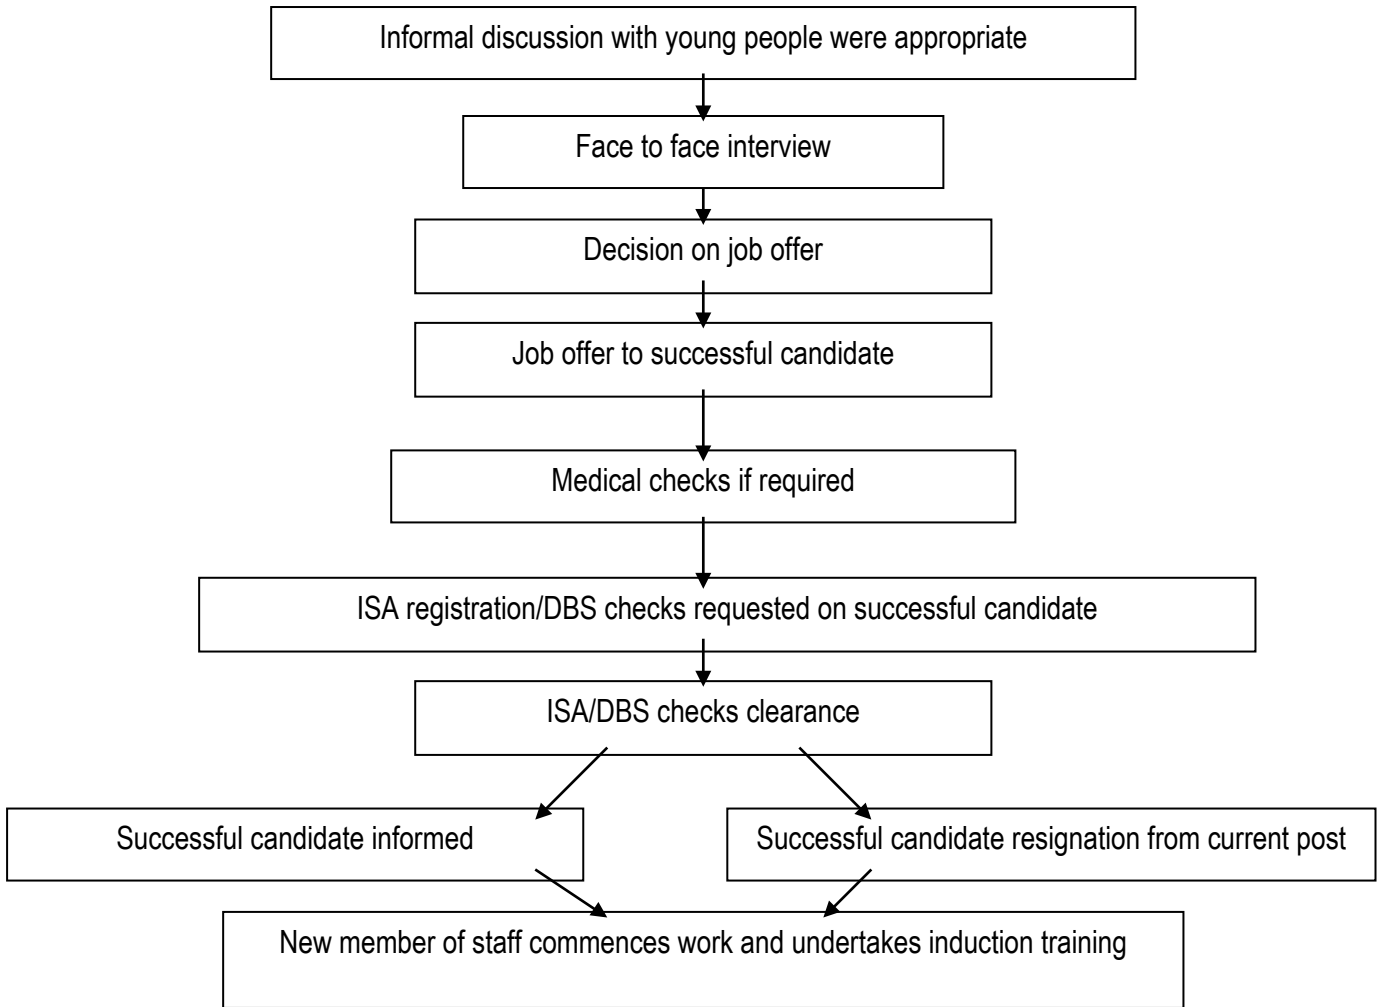 Informal discussion with young people were appropriate
Face to face interview
Decision on job offer
Job offer to successful candidate
Medical checks if required
ISA registration/DBS checks requested on successful candidate
ISA/DBS checks clearance
Successful candidate informed
Successful candidate resignation from current post
New member of staff commences work and undertakes induction training